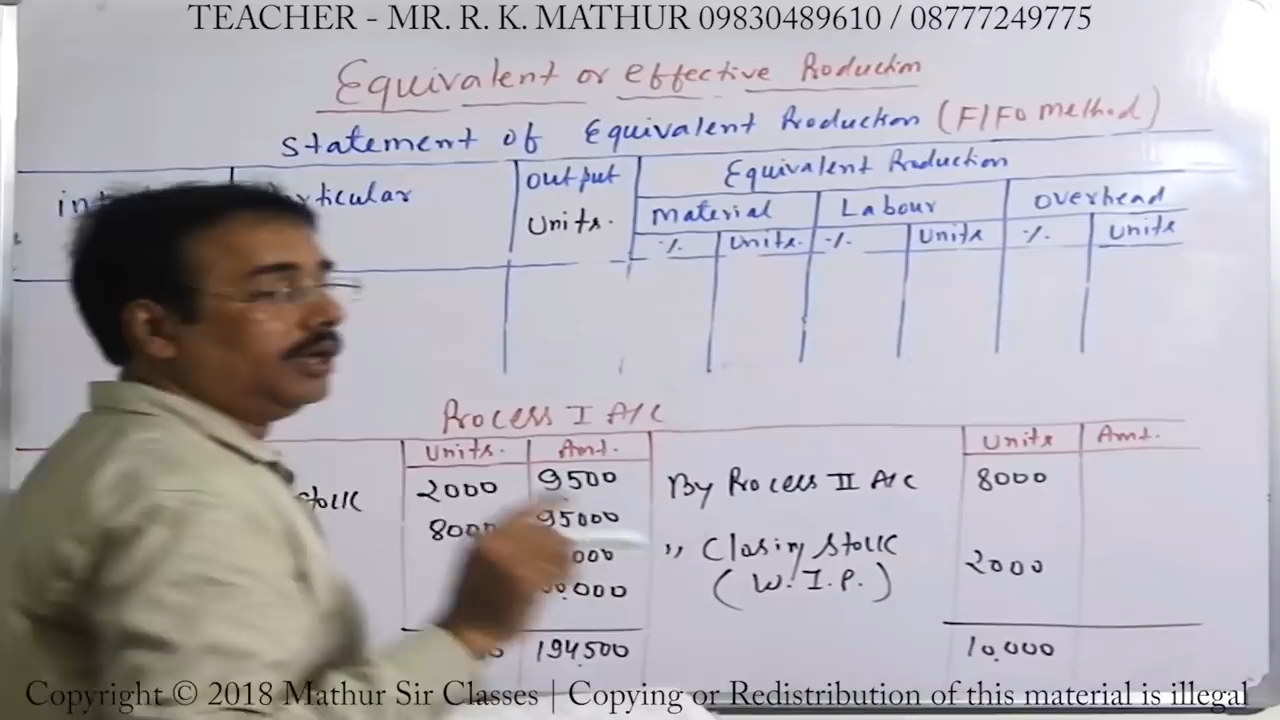 TEACHER - MR. R. K. MATHUR 09830489610 / 08777249775
Equivalent or effective Production
Statement of Equivalent Production (FIFO Method)
output Units.
Equivalent Production
Material Labour overhead
% Units. % Units % Units
Process I A/C
Units. Amt. Units Amt.
2000 9500 By Process II A/C 8000
95000
" Closing Stock 2000
(W.I.P.)
194,500 10,000
Copyright © 2018 Mathur Sir Classes | Copying or Redistribution of this material is illegal